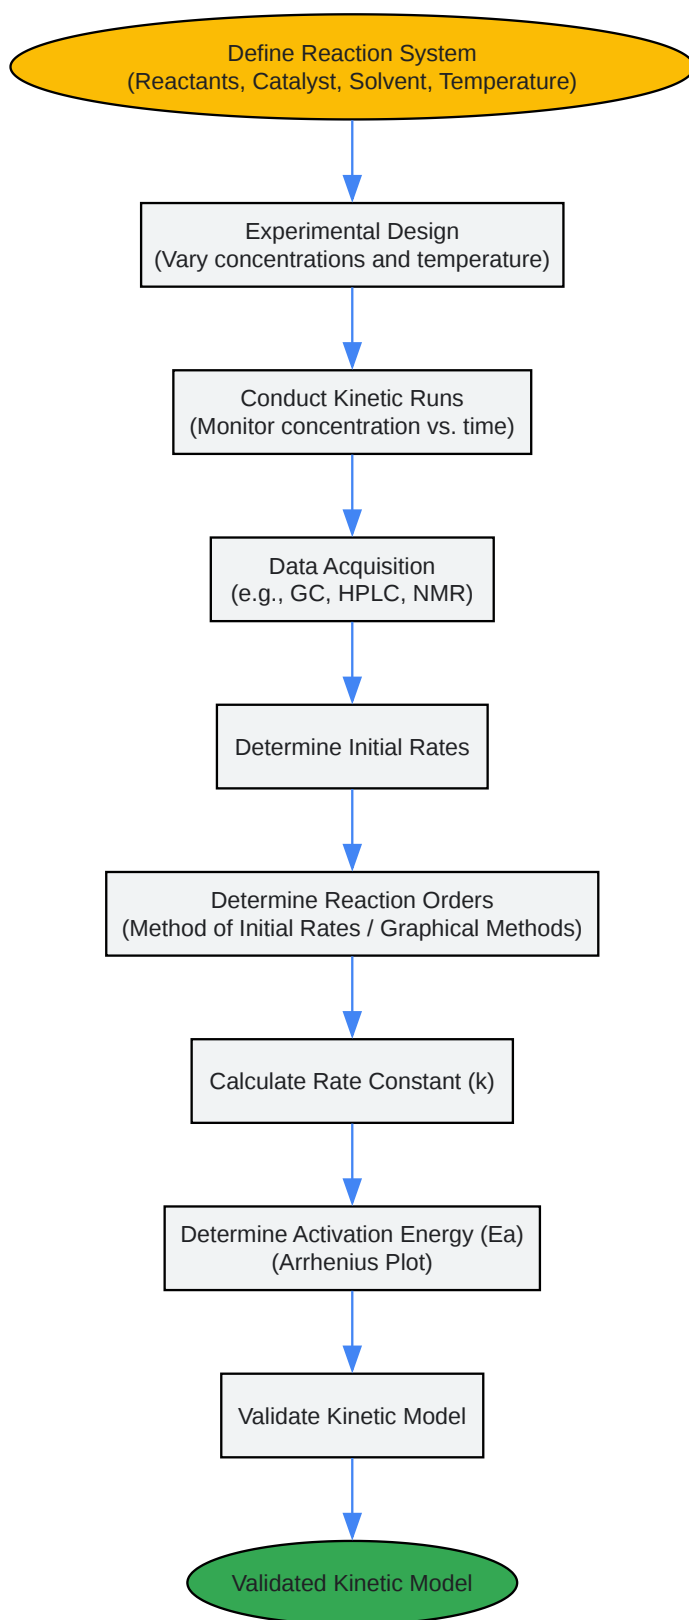 Define Reaction System
(Reactants, Catalyst, Solvent, Temperature)
Experimental Design
(Vary concentrations and temperature)
Conduct Kinetic Runs
(Monitor concentration vs. time)
Data Acquisition
(e.g., GC, HPLC, NMR)
Determine Initial Rates
Determine Reaction Orders
(Method of Initial Rates / Graphical Methods)
Calculate Rate Constant (k)
Determine Activation Energy (Ea)
(Arrhenius Plot)
Validate Kinetic Model
Validated Kinetic Model